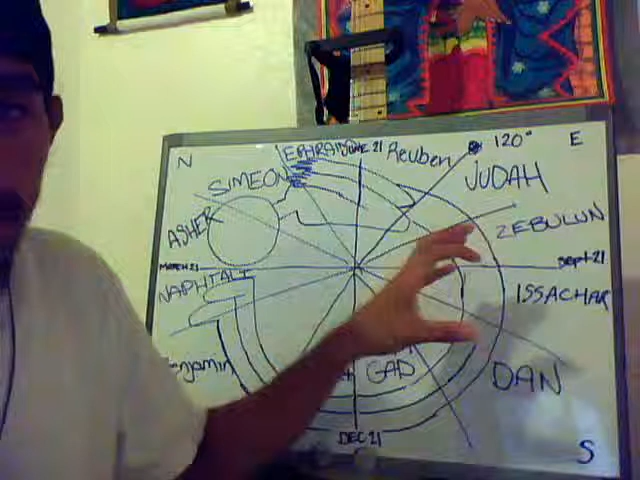 N
EPHRAIM
JUNE 21
Reuben
120°
E
SIMEON
JUDAH
ASHER
ZEBULUN
MARCH 21
Sept 21
NAPHTALI
ISSACHAR
Benjamin
GAD
DAN
DEC 21
S